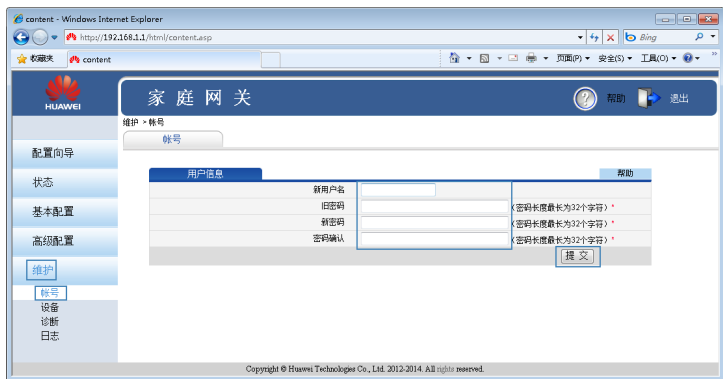 content - Windows Internet Explorer
http://192.168.1.1/html/content.asp
Bing
收藏夹 content 页面(P) 安全(S) 工具(O)
HUAWEI
家庭网关 帮助 退出
维护 > 帐号
帐号
配置向导
状态
基本配置
高级配置
维护
帐号
设备
诊断
日志
用户信息 帮助
新用户名
旧密码 (密码长度最长为32个字符) *
新密码 (密码长度最长为32个字符) *
密码确认 (密码长度最长为32个字符) *
提 交
Copyright © Huawei Technologies Co., Ltd. 2012-2014. All rights reserved.